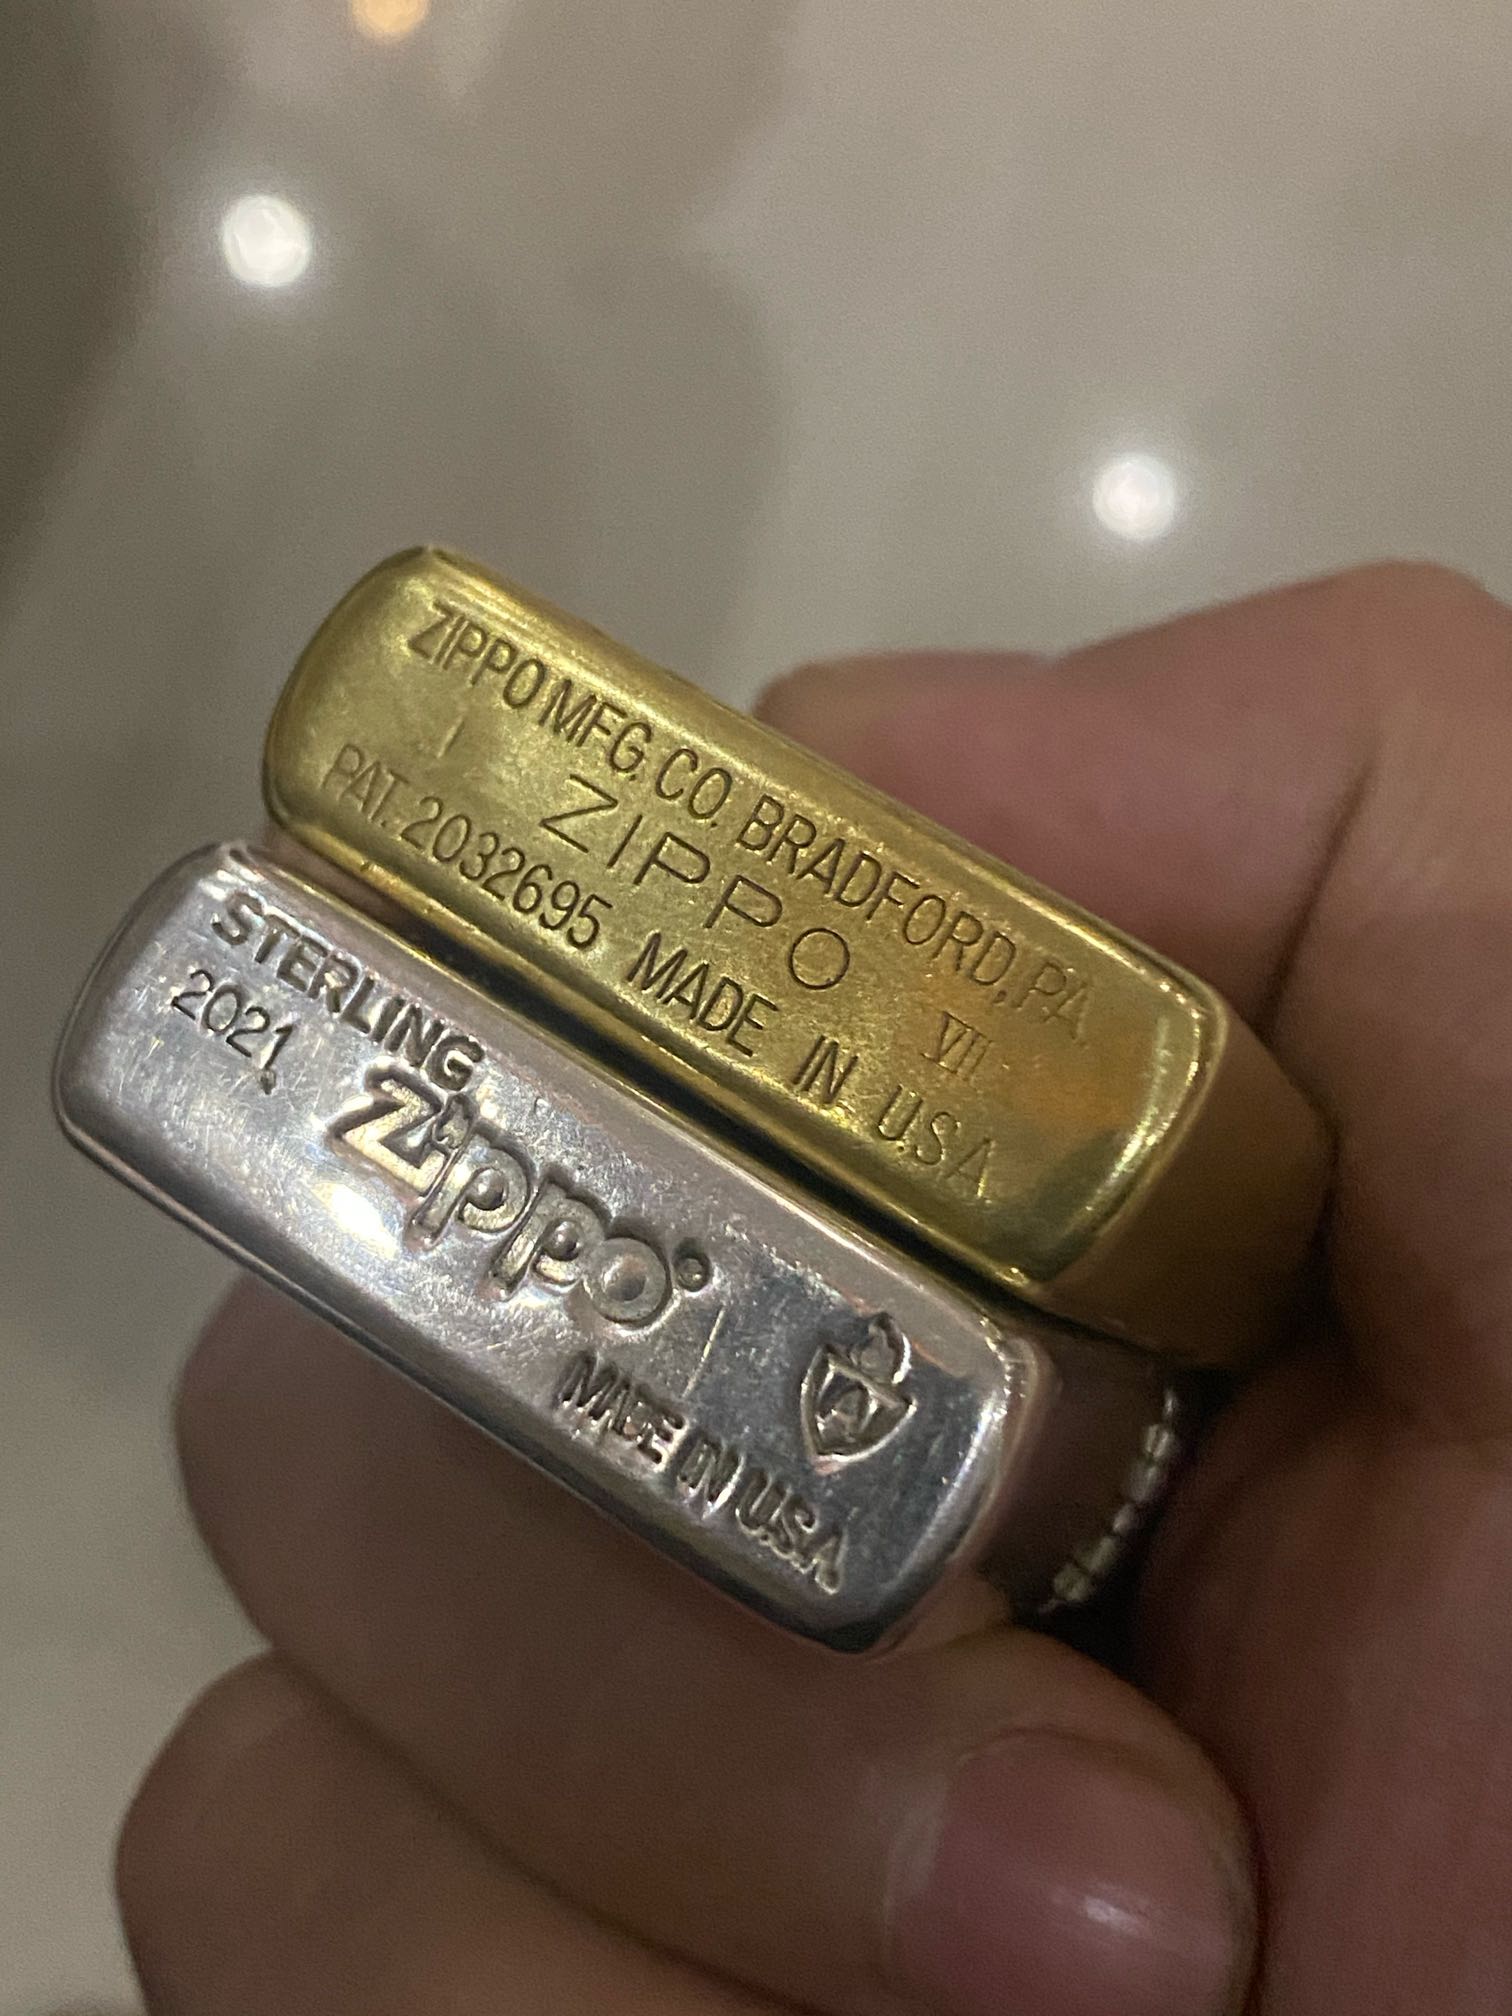 ZIPPO MFG. CO. BRADFORD, PA
I ZIPPO VII
PAT. 2032695 MADE IN U.S.A
STERLING
2021
Zippo
A
MADE IN U.S.A.